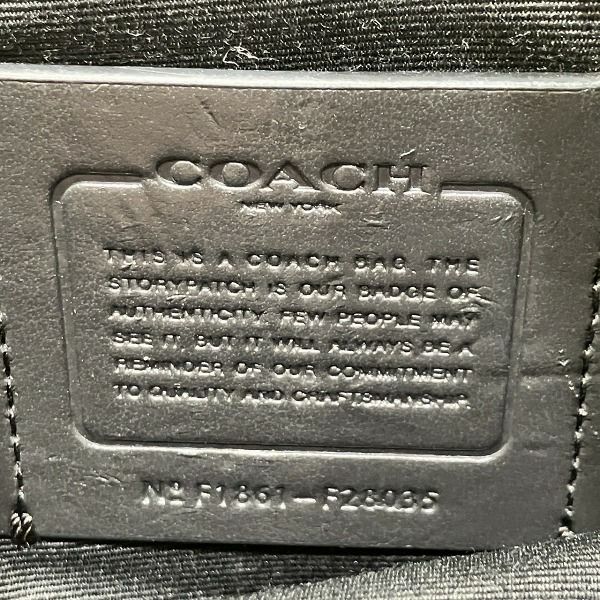 COACH
NEW YORK
THIS IS A COACH BAG. THE
STORYPATCH IS OUR BADGE OF
AUTHENTICITY. FEW PEOPLE MAY
SEE IT. BUT IT WILL ALWAYS BE A
REMINDER OF OUR COMMITMENT
TO QUALITY AND CRAFTSMANSHIP.
Nº F1861-F28035